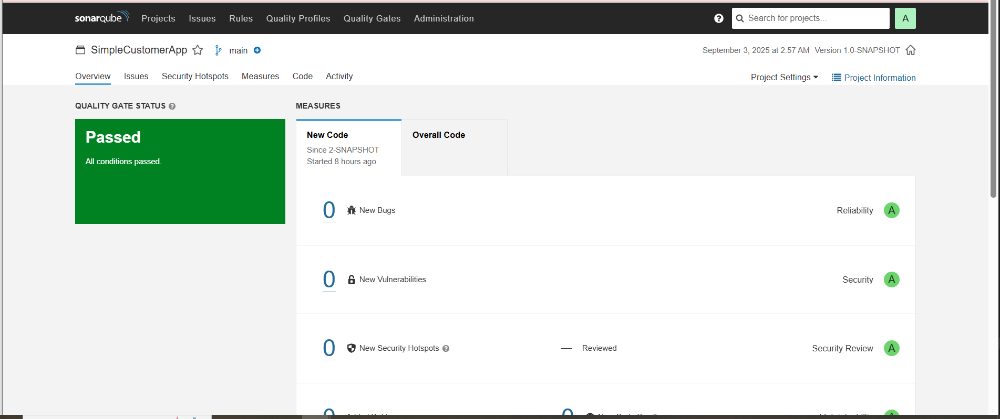 sonarqube Projects Issues Rules Quality Profiles Quality Gates Administration ? Search for projects... A
SimpleCustomerApp main September 3, 2025 at 2:57 AM Version 1.0-SNAPSHOT
Overview Issues Security Hotspots Measures Code Activity Project Settings Project Information
QUALITY GATE STATUS ? MEASURES
Passed
All conditions passed.
New Code Overall Code
Since 2-SNAPSHOT
Started 8 hours ago
0 New Bugs Reliability A
0 New Vulnerabilities Security A
0 New Security Hotspots ? — Reviewed Security Review A